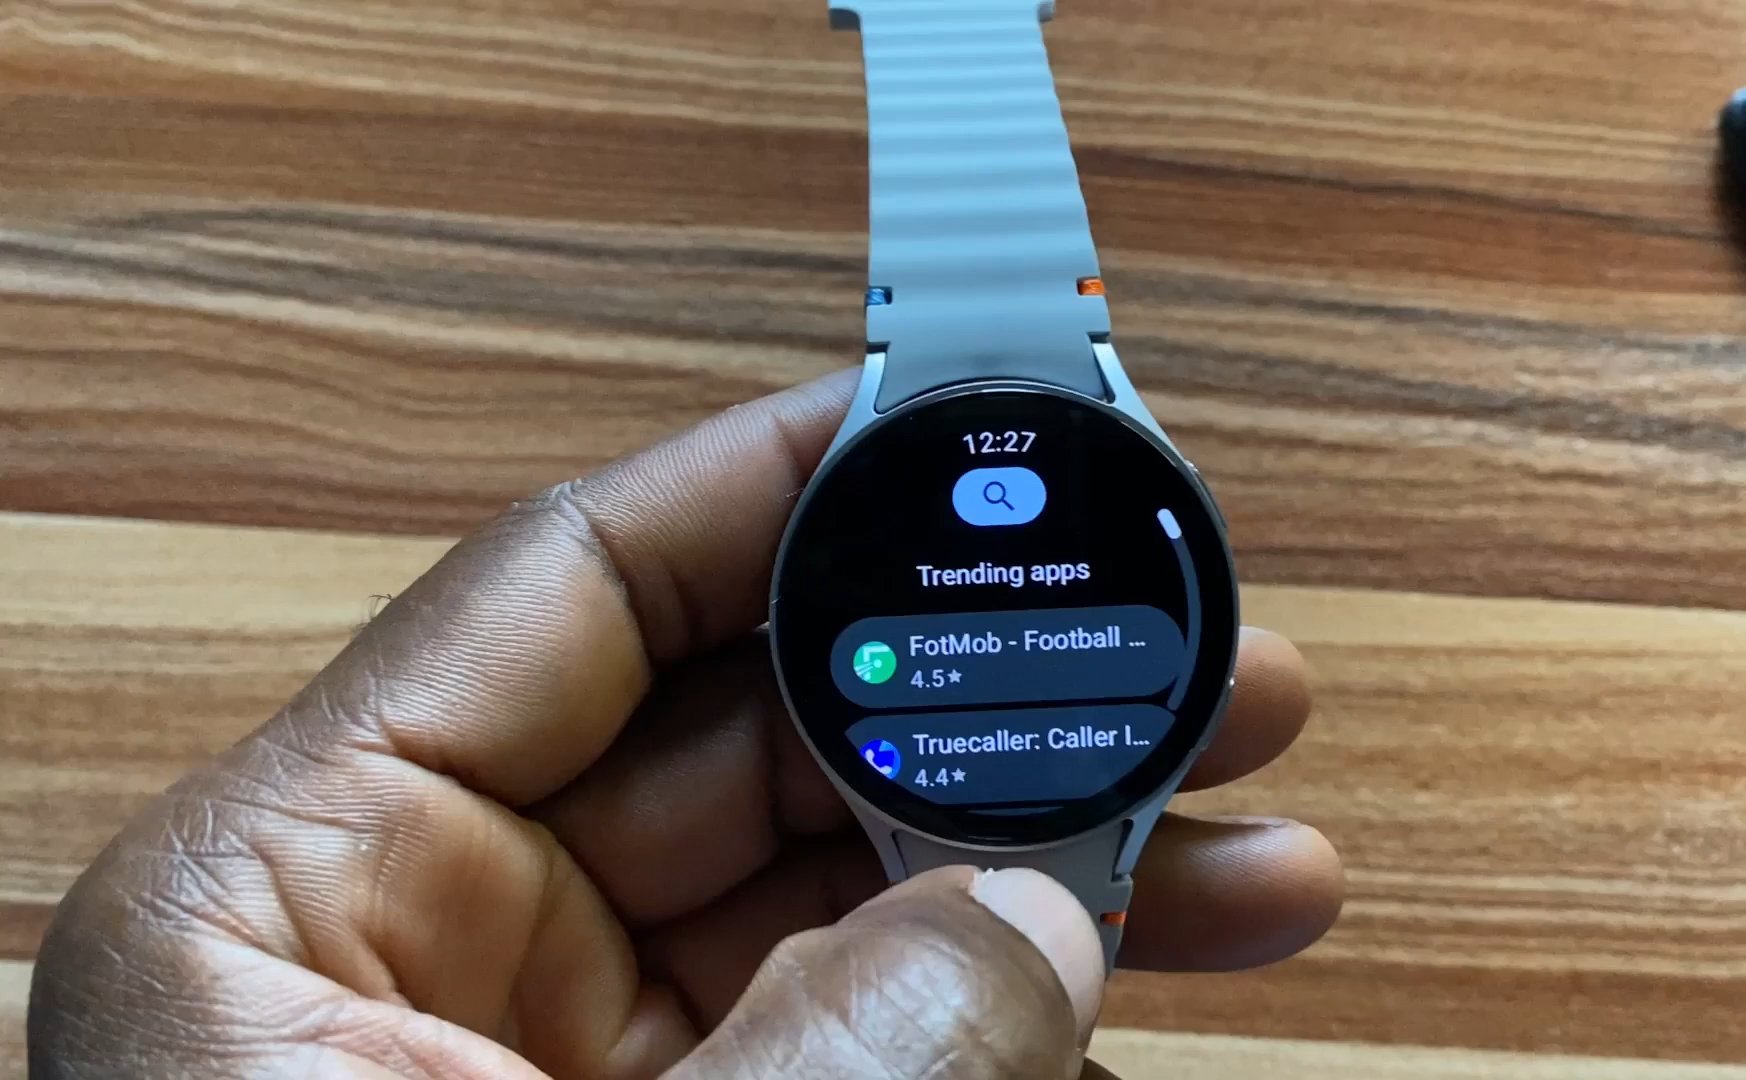 12:27
Trending apps
FotMob - Football ...
4.5★
Truecaller: Caller I...
4.4★